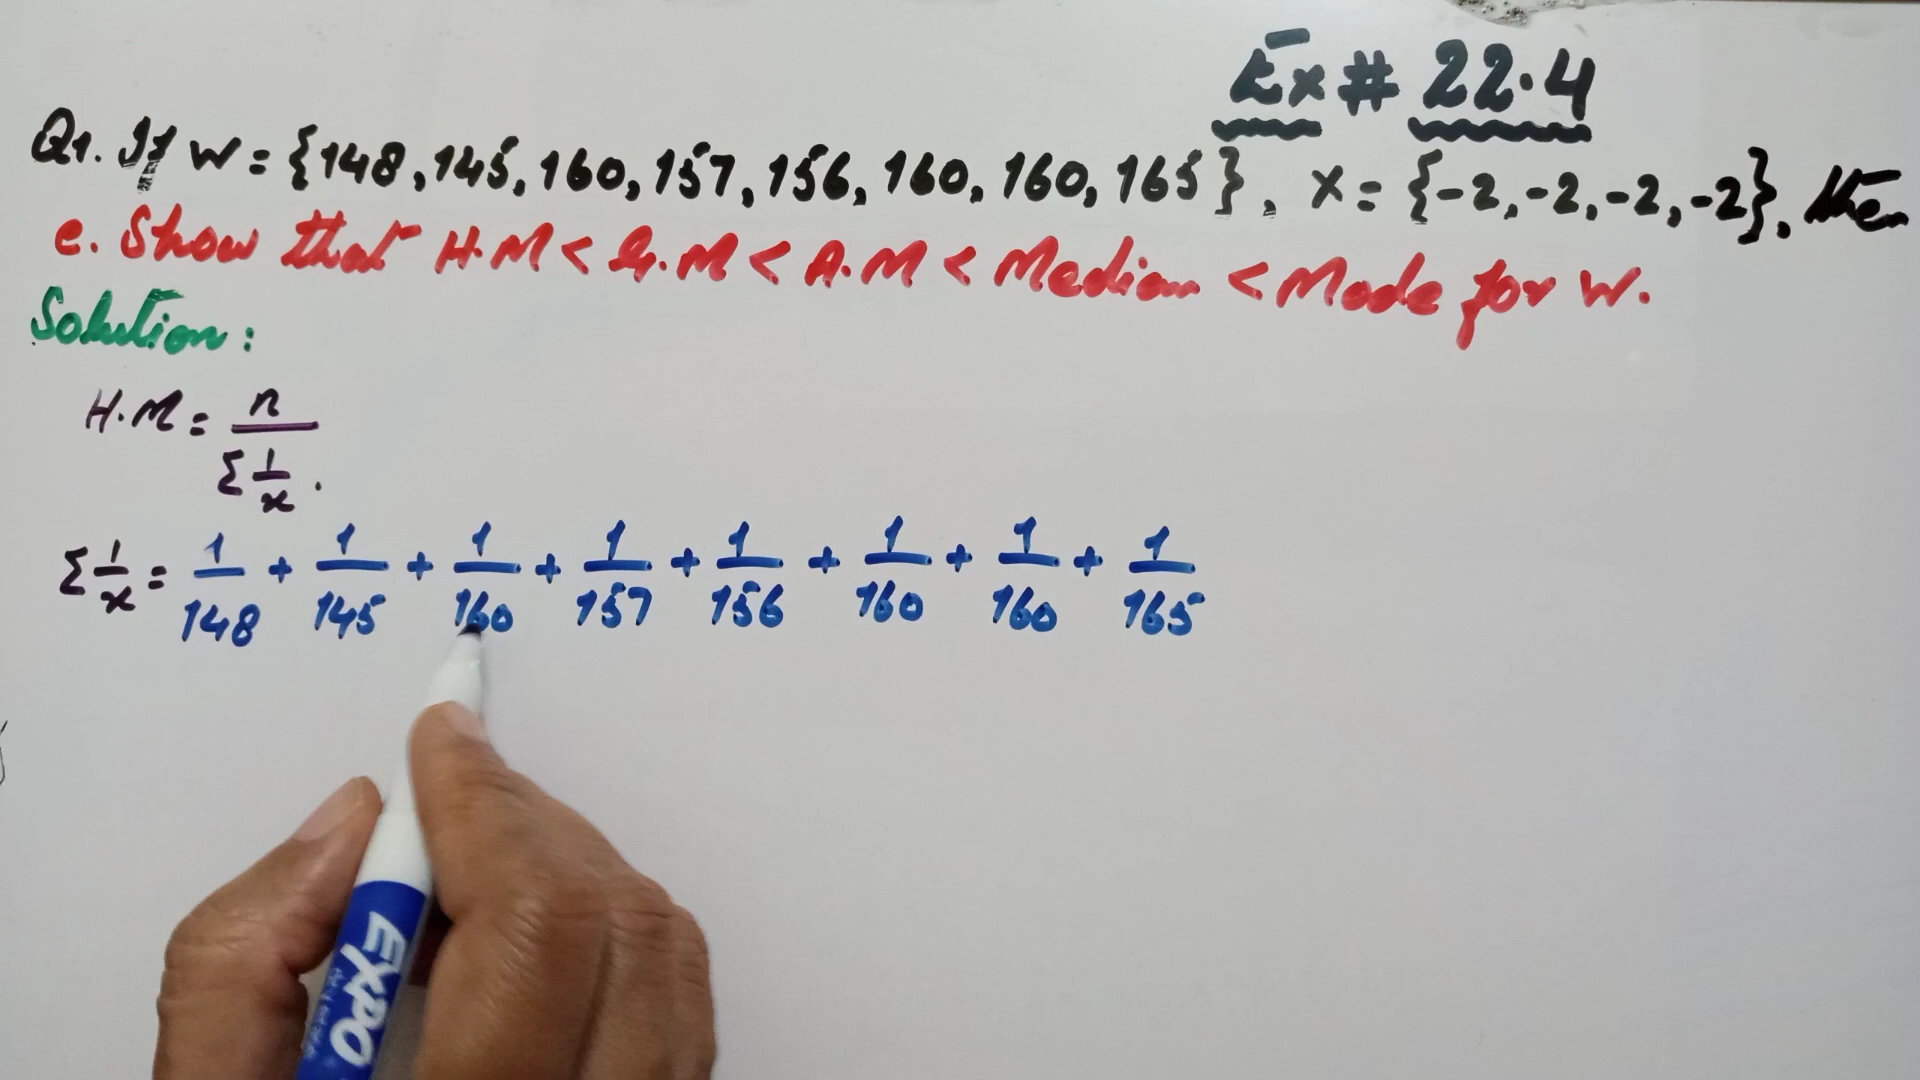 Ex # 22.4
Q1. If W = {148, 145, 160, 157, 156, 160, 160, 165}, X = {-2, -2, -2, -2}, then
e. Show that H.M < G.M < A.M < Median < Mode for W.
Solution:
H.M = n / Σ 1/x .
Σ 1/x = 1/148 + 1/145 + 1/160 + 1/157 + 1/156 + 1/160 + 1/160 + 1/165
EXPO